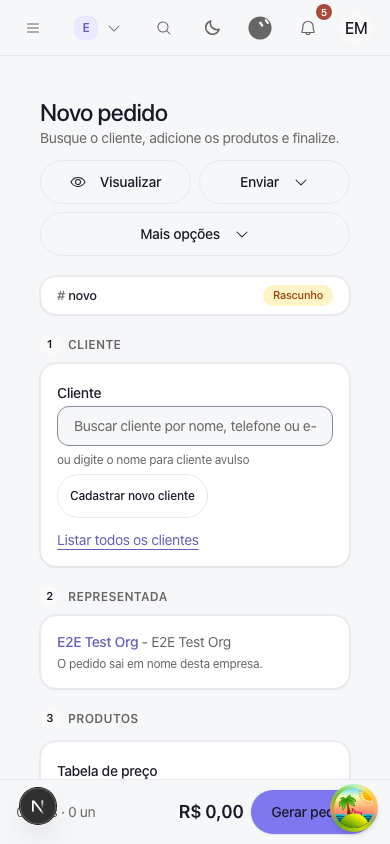 E
5
EM
Novo pedido
Busque o cliente, adicione os produtos e finalize.
Visualizar
Enviar
Mais opções
# novo
Rascunho
1 CLIENTE
Cliente
Buscar cliente por nome, telefone ou e-
ou digite o nome para cliente avulso
Cadastrar novo cliente
Listar todos os clientes
2 REPRESENTADA
E2E Test Org - E2E Test Org
O pedido sai em nome desta empresa.
3 PRODUTOS
Tabela de preço
N
· 0 un
R$ 0,00
Gerar